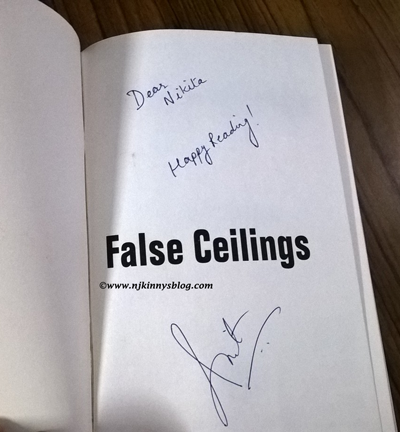 Dear
Nikita
Happy Reading!
False Ceilings
©www.njkinnysblog.com